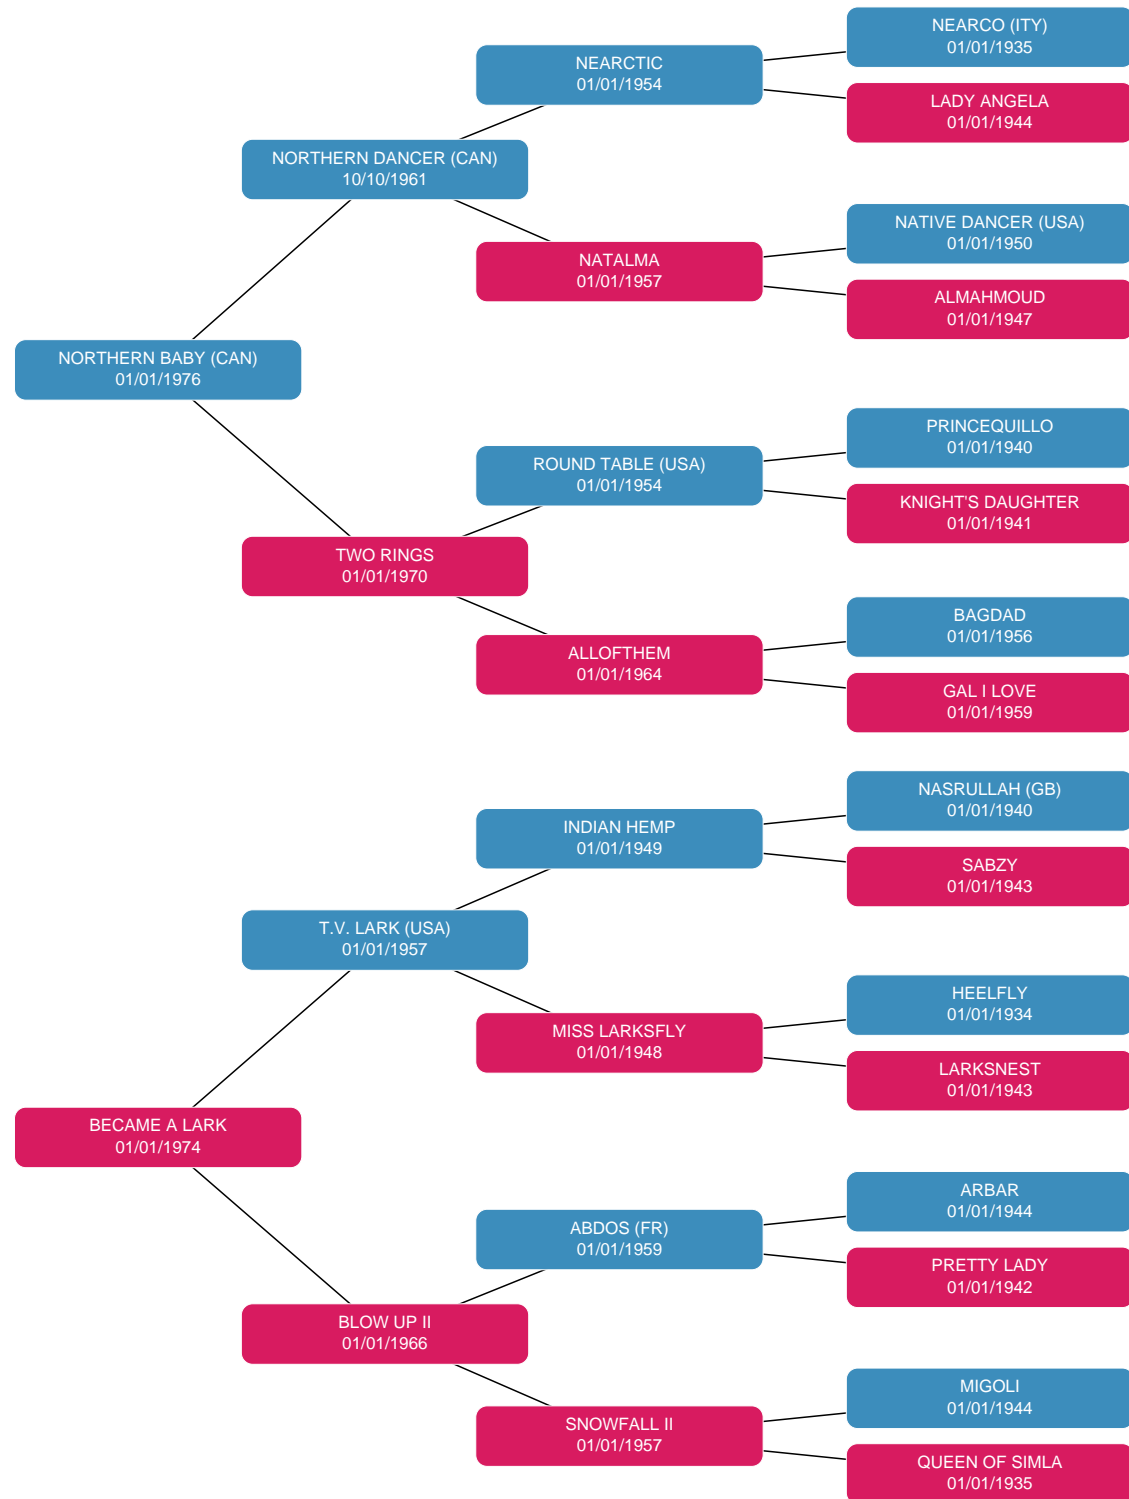 NEARCO (ITY)
01/01/1935
NEARCTIC
01/01/1954
LADY ANGELA
01/01/1944
NORTHERN DANCER (CAN)
10/10/1961
NATIVE DANCER (USA)
01/01/1950
NATALMA
01/01/1957
ALMAHMOUD
01/01/1947
NORTHERN BABY (CAN)
01/01/1976
PRINCEQUILLO
01/01/1940
ROUND TABLE (USA)
01/01/1954
KNIGHT'S DAUGHTER
01/01/1941
TWO RINGS
01/01/1970
BAGDAD
01/01/1956
ALLOFTHEM
01/01/1964
GAL I LOVE
01/01/1959
NASRULLAH (GB)
01/01/1940
INDIAN HEMP
01/01/1949
SABZY
01/01/1943
T.V. LARK (USA)
01/01/1957
HEELFLY
01/01/1934
MISS LARKSFLY
01/01/1948
LARKSNEST
01/01/1943
BECAME A LARK
01/01/1974
ARBAR
01/01/1944
ABDOS (FR)
01/01/1959
PRETTY LADY
01/01/1942
BLOW UP II
01/01/1966
MIGOLI
01/01/1944
SNOWFALL II
01/01/1957
QUEEN OF SIMLA
01/01/1935